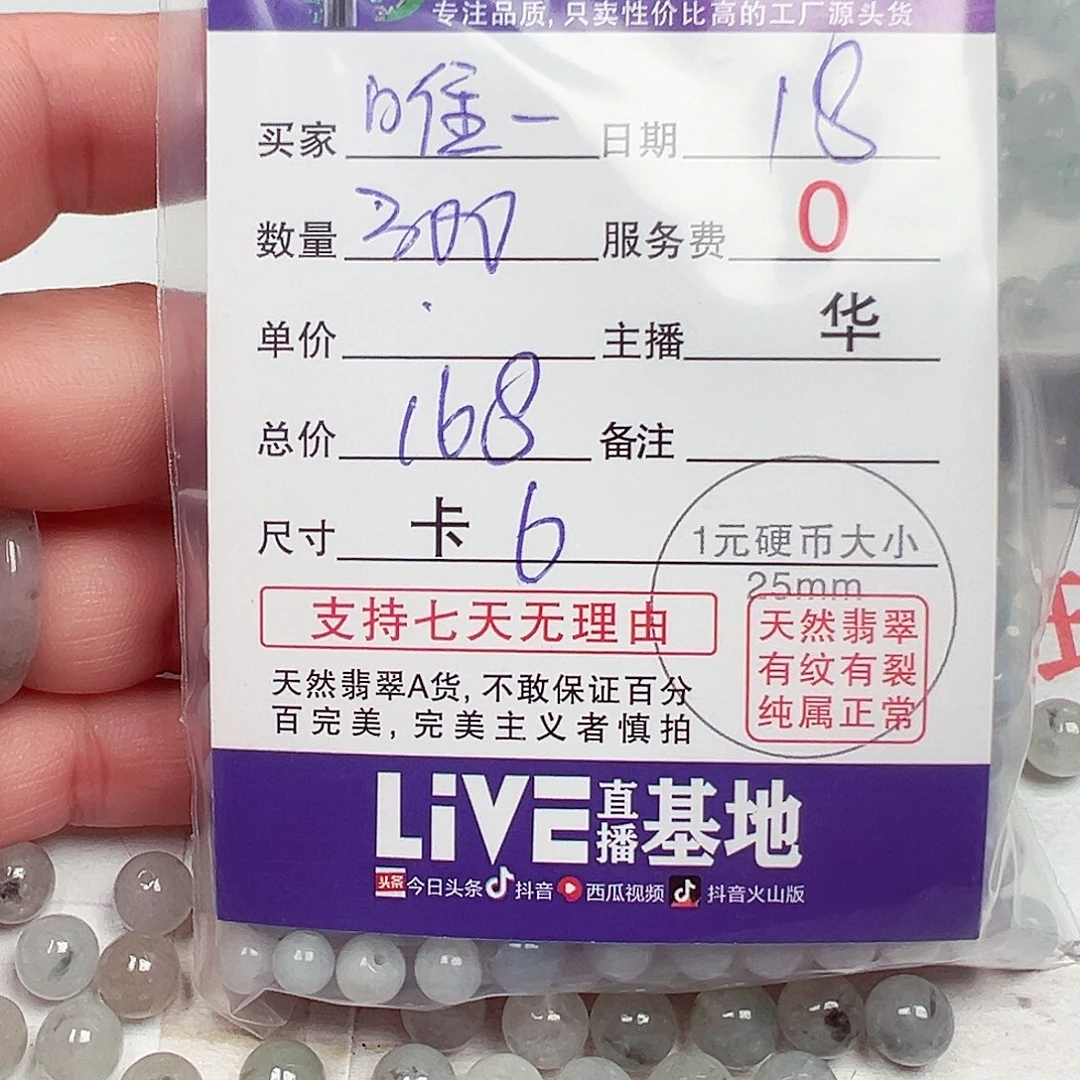 专注品质,只卖性价比高的工厂源头货
买家 唯一 日期 18
数量 300 服务费 0
单价 主播 华
总价 168 备注
尺寸 卡 6
1元硬币大小
25mm
支持七天无理由
天然翡翠
有纹有裂
纯属正常
天然翡翠A货,不敢保证百分
百完美,完美主义者慎拍
LiVE直播基地
头条 今日头条 抖音 西瓜视频 抖音火山版